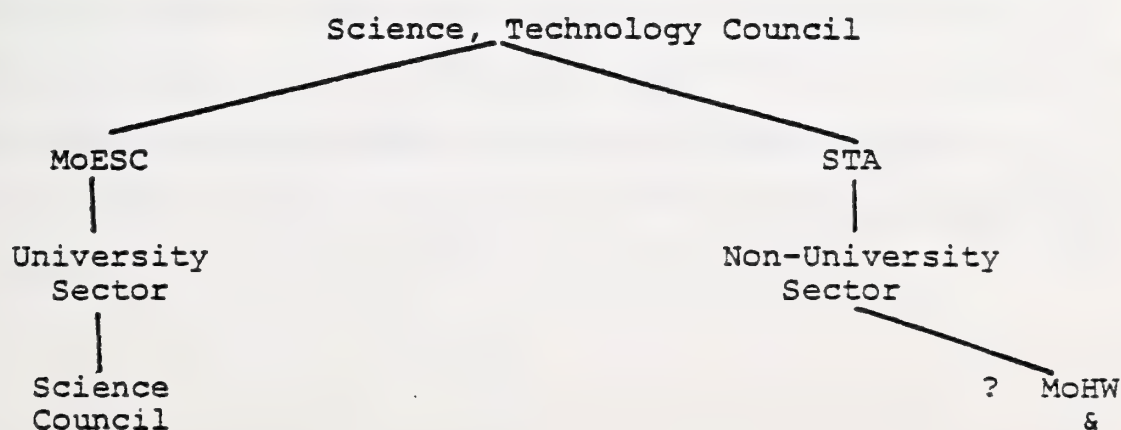 Science, Technology Council
MoESC STA
University Non-University
Sector Sector
Science ? MoHW
Council &